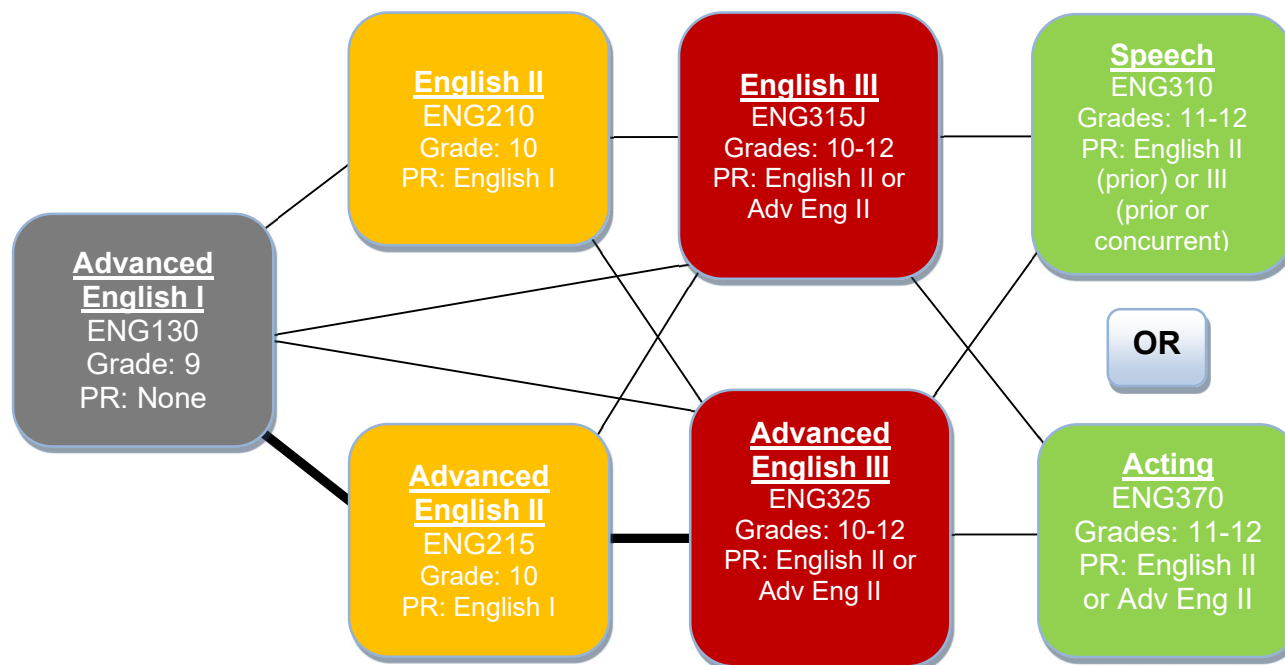 Advanced
English I
ENG130
Grade: 9
PR: None
English II
ENG210
Grade: 10
PR: English I
Advanced
English II
ENG215
Grade: 10
PR: English I
English III
ENG315J
Grades: 10-12
PR: English II or
Adv Eng II
Advanced
English III
ENG325
Grades: 10-12
PR: English II or
Adv Eng II
Speech
ENG310
Grades: 11-12
PR: English II
(prior) or III
(prior or
concurrent)
OR
Acting
ENG370
Grades: 11-12
PR: English II
or Adv Eng II